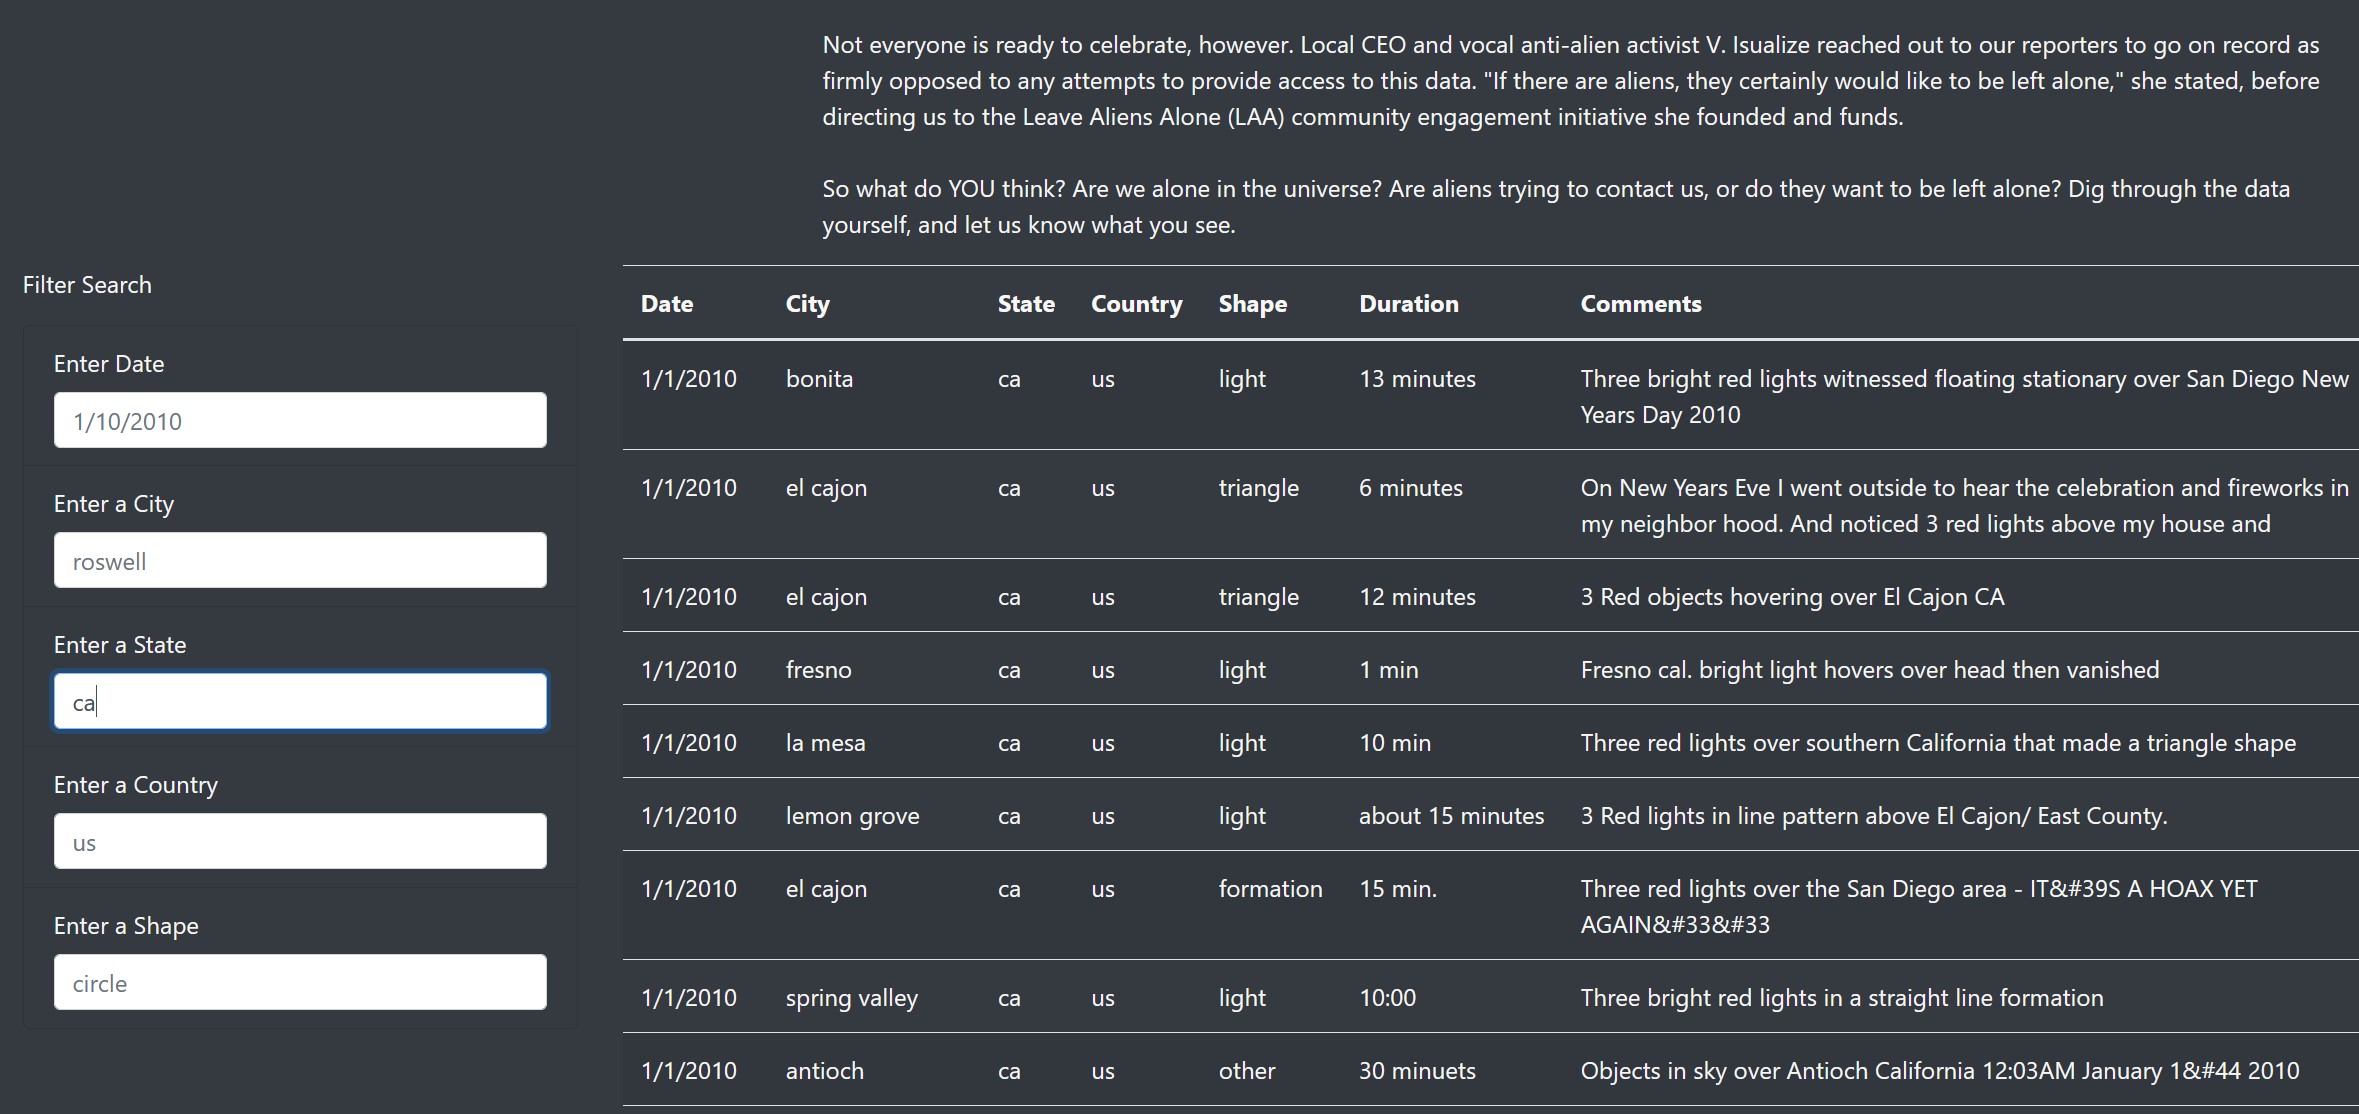 Not everyone is ready to celebrate, however. Local CEO and vocal anti-alien activist V. Isualize reached out to our reporters to go on record as
firmly opposed to any attempts to provide access to this data. "If there are aliens, they certainly would like to be left alone," she stated, before
directing us to the Leave Aliens Alone (LAA) community engagement initiative she founded and funds.
So what do YOU think? Are we alone in the universe? Are aliens trying to contact us, or do they want to be left alone? Dig through the data
yourself, and let us know what you see.
Filter Search
Enter Date
1/10/2010
Enter a City
roswell
Enter a State
ca
Enter a Country
us
Enter a Shape
circle
Date City State Country Shape Duration Comments
1/1/2010 bonita ca us light 13 minutes Three bright red lights witnessed floating stationary over San Diego New
Years Day 2010
1/1/2010 el cajon ca us triangle 6 minutes On New Years Eve I went outside to hear the celebration and fireworks in
my neighbor hood. And noticed 3 red lights above my house and
1/1/2010 el cajon ca us triangle 12 minutes 3 Red objects hovering over El Cajon CA
1/1/2010 fresno ca us light 1 min Fresno cal. bright light hovers over head then vanished
1/1/2010 la mesa ca us light 10 min Three red lights over southern California that made a triangle shape
1/1/2010 lemon grove ca us light about 15 minutes 3 Red lights in line pattern above El Cajon/ East County.
1/1/2010 el cajon ca us formation 15 min. Three red lights over the San Diego area - IT&#39S A HOAX YET
AGAIN&#33&#33
1/1/2010 spring valley ca us light 10:00 Three bright red lights in a straight line formation
1/1/2010 antioch ca us other 30 minuets Objects in sky over Antioch California 12:03AM January 1&#44 2010